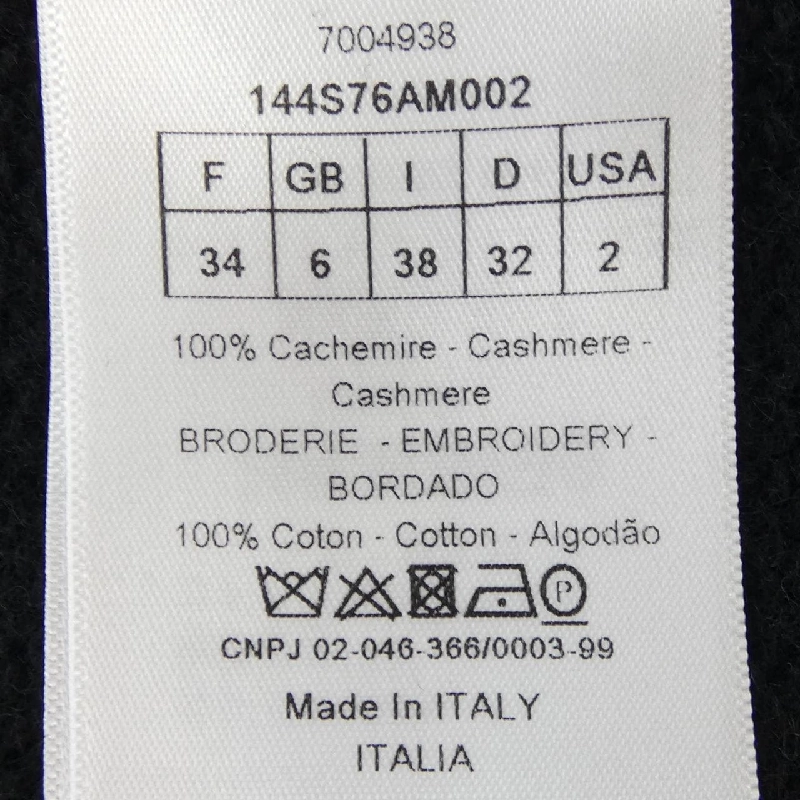 7004938
144S76AM002
F GB I D USA
34 6 38 32 2
100% Cachemire - Cashmere -
Cashmere
BRODERIE - EMBROIDERY -
BORDADO
100% Coton - Cotton - Algodão
P
CNPJ 02-046-366/0003-99
Made In ITALY
ITALIA